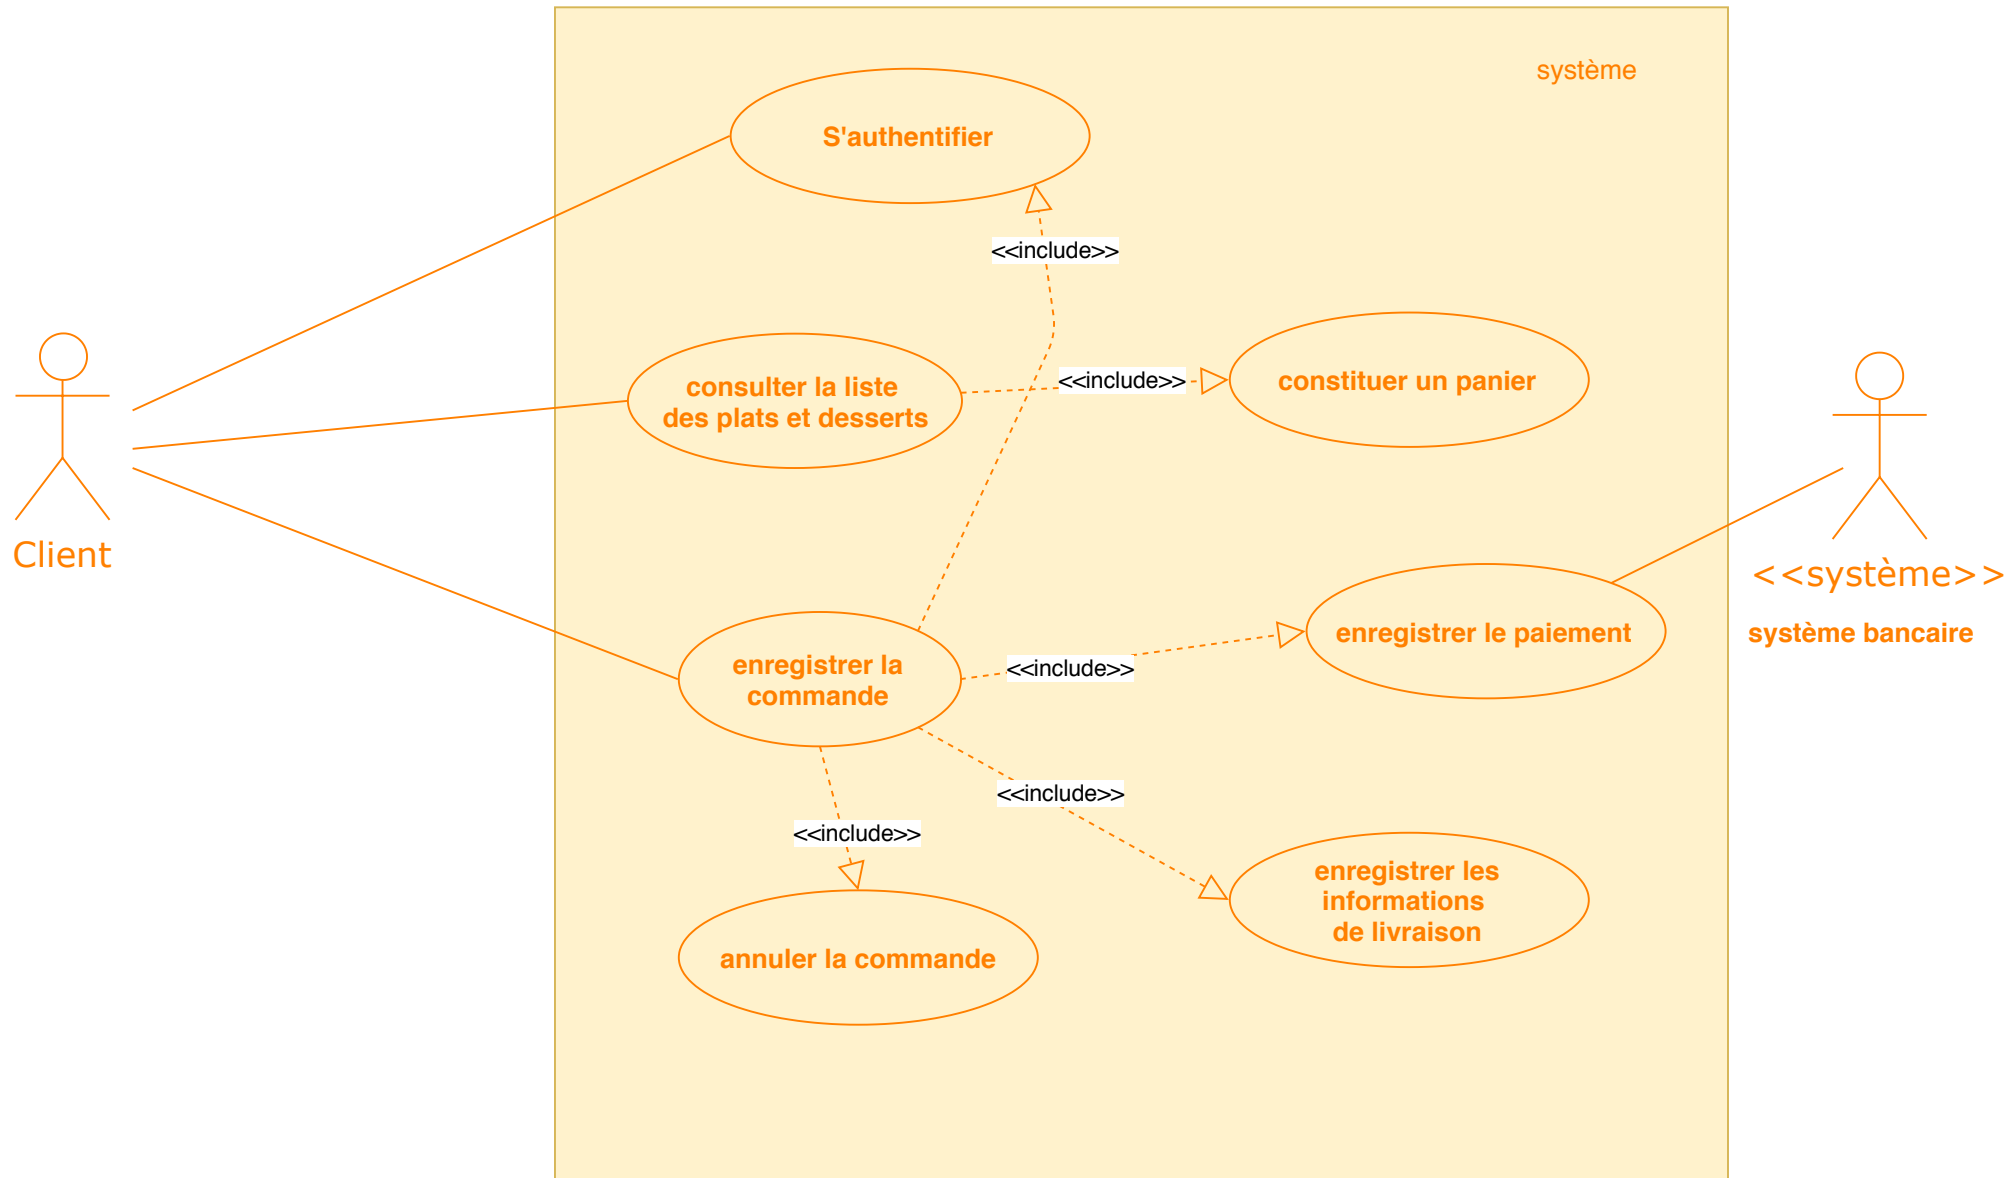 système
S'authentifier
<<include>>
consulter la liste
des plats et desserts
<<include>>
constituer un panier
Client
<<système>>
système bancaire
enregistrer la
commande
<<include>>
enregistrer le paiement
<<include>>
<<include>>
enregistrer les
informations
de livraison
annuler la commande